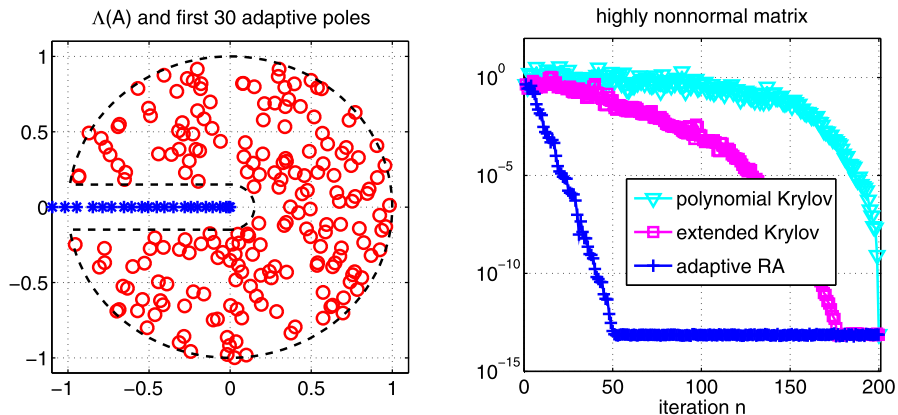 Λ(A) and first 30 adaptive poles
1
0.5
0
−0.5
−1
−1 −0.5 0 0.5 1
highly nonnormal matrix
10^0
10^−5
10^−10
10^−15
polynomial Krylov
extended Krylov
adaptive RA
0 50 100 150 200
iteration n